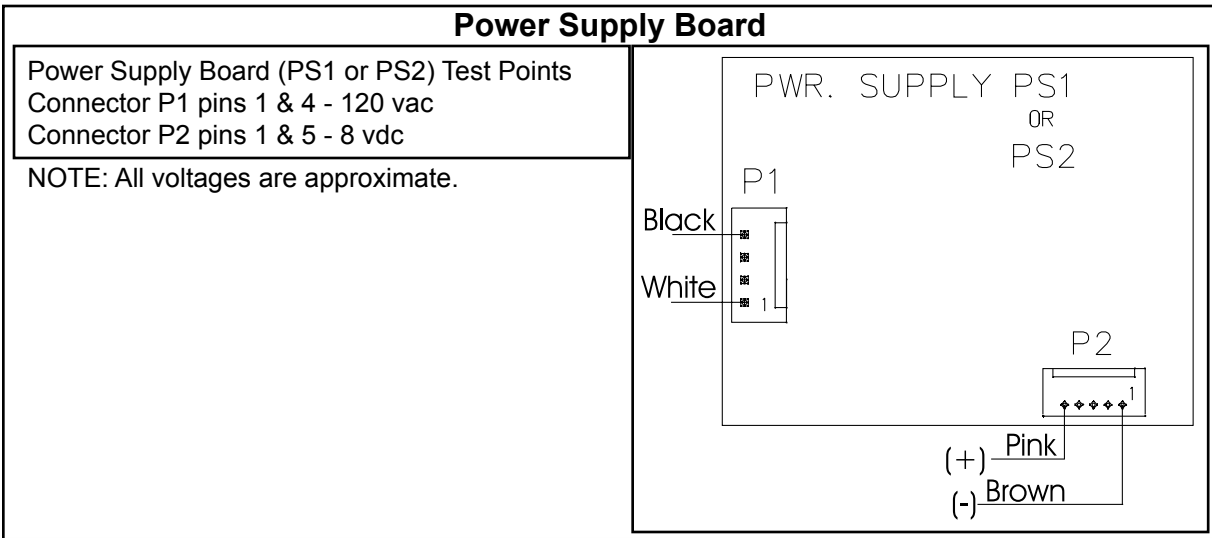 Power Supply Board
Power Supply Board (PS1 or PS2) Test Points
Connector P1 pins 1 & 4 - 120 vac
Connector P2 pins 1 & 5 - 8 vdc
NOTE: All voltages are approximate.
PWR. SUPPLY PS1
OR
PS2
P1
Black
White
1
P2
1
(+) Pink
(-) Brown